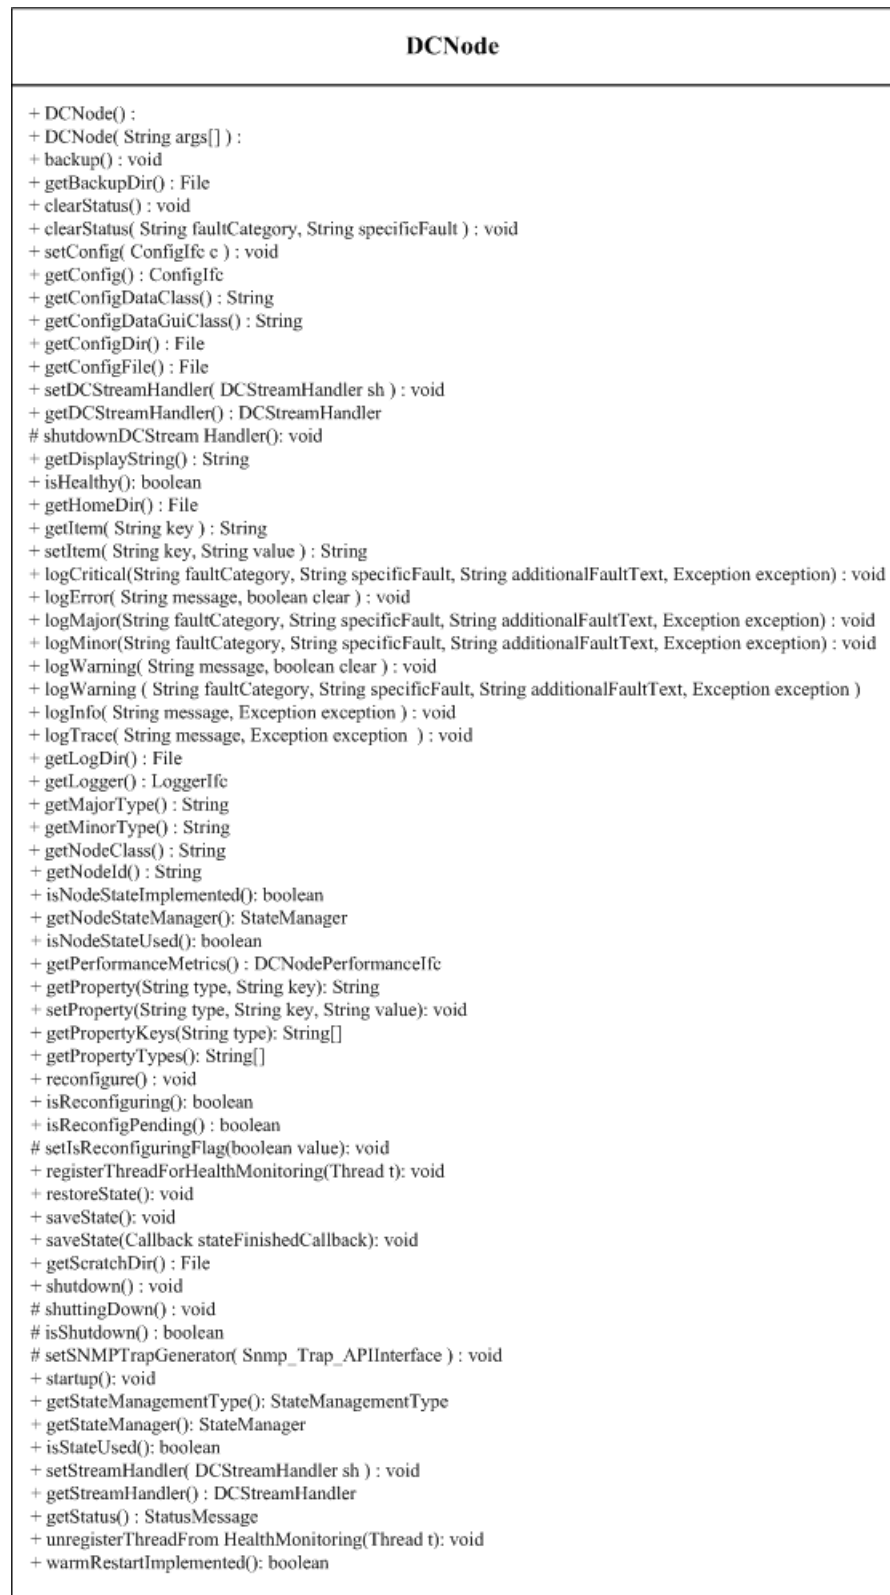 DCNode
+ DCNode() :
+ DCNode( String args[] ) :
+ backup() : void
+ getBackupDir() : File
+ clearStatus() : void
+ clearStatus( String faultCategory, String specificFault ) : void
+ setConfig( ConfigIfc c ) : void
+ getConfig() : ConfigIfc
+ getConfigDataClass() : String
+ getConfigDataGuiClass() : String
+ getConfigDir() : File
+ getConfigFile() : File
+ setDCStreamHandler( DCStreamHandler sh ) : void
+ getDCStreamHandler() : DCStreamHandler
# shutdownDCStream Handler(): void
+ getDisplayString() : String
+ isHealthy(): boolean
+ getHomeDir() : File
+ getItem( String key ) : String
+ setItem( String key, String value ) : String
+ logCritical(String faultCategory, String specificFault, String additionalFaultText, Exception exception) : void
+ logError( String message, boolean clear ) : void
+ logMajor(String faultCategory, String specificFault, String additionalFaultText, Exception exception) : void
+ logMinor(String faultCategory, String specificFault, String additionalFaultText, Exception exception) : void
+ logWarning( String message, boolean clear ) : void
+ logWarning ( String faultCategory, String specificFault, String additionalFaultText, Exception exception )
+ logInfo( String message, Exception exception ) : void
+ logTrace( String message, Exception exception  ) : void
+ getLogDir() : File
+ getLogger() : LoggerIfc
+ getMajorType() : String
+ getMinorType() : String
+ getNodeClass() : String
+ getNodeId() : String
+ isNodeStateImplemented(): boolean
+ getNodeStateManager(): StateManager
+ isNodeStateUsed(): boolean
+ getPerformanceMetrics() : DCNodePerformanceIfc
+ getProperty(String type, String key): String
+ setProperty(String type, String key, String value): void
+ getPropertyKeys(String type): String[]
+ getPropertyTypes(): String[]
+ reconfigure() : void
+ isReconfiguring(): boolean
+ isReconfigPending() : boolean
# setIsReconfiguringFlag(boolean value): void
+ registerThreadForHealthMonitoring(Thread t): void
+ restoreState(): void
+ saveState(): void
+ saveState(Callback stateFinishedCallback): void
+ getScratchDir() : File
+ shutdown() : void
# shuttingDown() : void
# isShutdown() : boolean
# setSNMPTrapGenerator( Snmp_Trap_APIInterface ) : void
+ startup(): void
+ getStateManagementType(): StateManagementType
+ getStateManager(): StateManager
+ isStateUsed(): boolean
+ setStreamHandler( DCStreamHandler sh ) : void
+ getStreamHandler() : DCStreamHandler
+ getStatus() : StatusMessage
+ unregisterThreadFrom HealthMonitoring(Thread t): void
+ warmRestartImplemented(): boolean